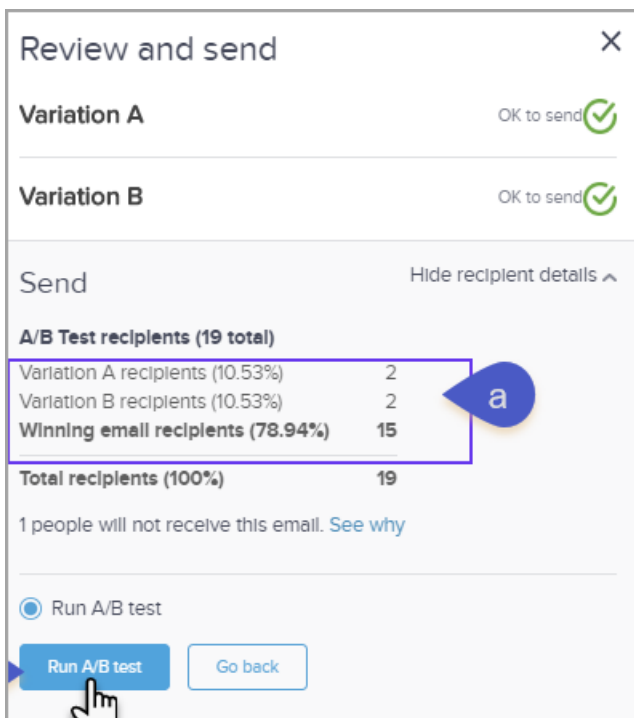 Review and send
Variation A OK to send
Variation B OK to send
Send Hide recipient details
A/B Test recipients (19 total)
Variation A recipients (10.53%) 2
Variation B recipients (10.53%) 2
Winning email recipients (78.94%) 15
a
Total recipients (100%) 19
1 people will not receive this email. See why
Run A/B test
Run A/B test Go back